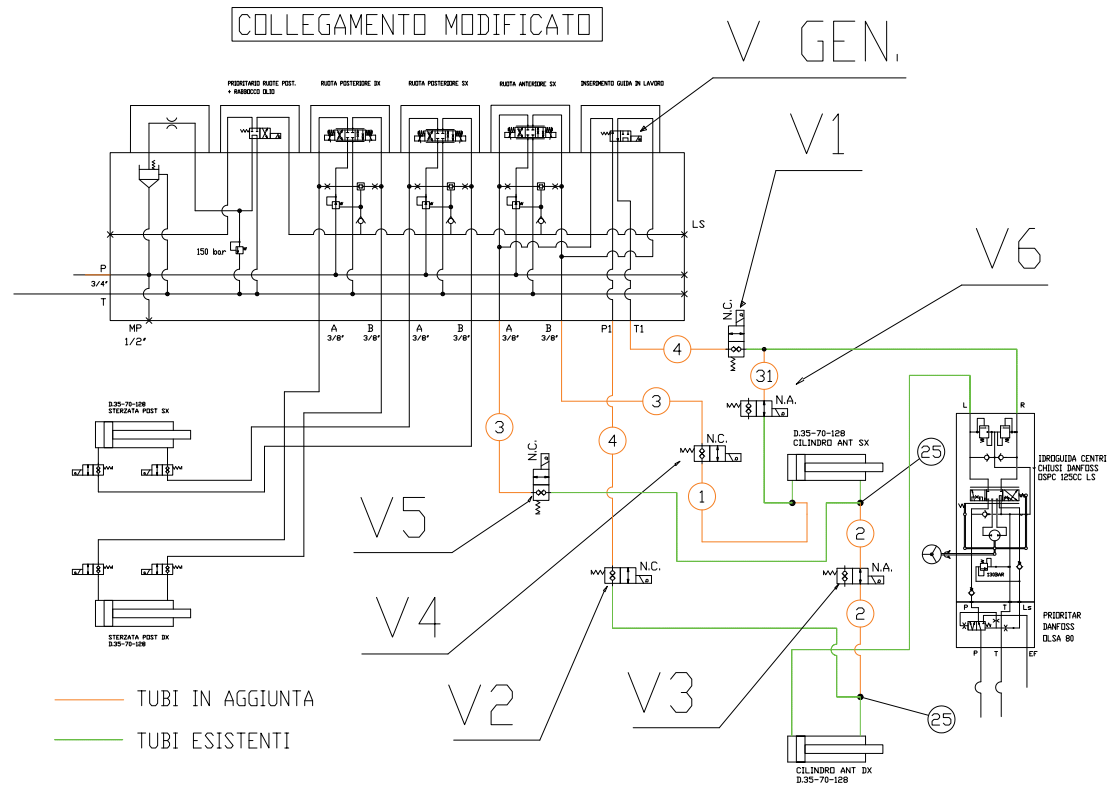 COLLEGAMENTO MODIFICATO
V GEN.
PRIORITARIO RUOTE POST.
+ RABBOCCO OLIO
RUOTA POSTERIORE DX
RUOTA POSTERIORE SX
RUOTA ANTERIORE SX
INSERIMENTO GUIDA IN LAVORO
V1
V6
LS
150 bar
P
3/4"
T
MP
1/2"
A
3/8"
B
3/8"
A
3/8"
B
3/8"
A
3/8"
B
3/8"
P1
T1
N.C.
4
31
N.A.
D.35-70-128
STERZATA POST SX
3
3
4
N.C.
N.C.
D.35-70-128
CILINDRO ANT SX
25
L
R
IDROGUIDA CENTRI
CHIUSI DANFOSS
OSPC 125CC LS
1
V5
2
N.C.
N.A.
130BAR
V4
2
P
T
Ls
PRIORITAR
DANFOSS
OLSA 80
P
T
EF
STERZATA POST DX
D.35-70-128
V2
V3
25
TUBI IN AGGIUNTA
TUBI ESISTENTI
CILINDRO ANT DX
D.35-70-128